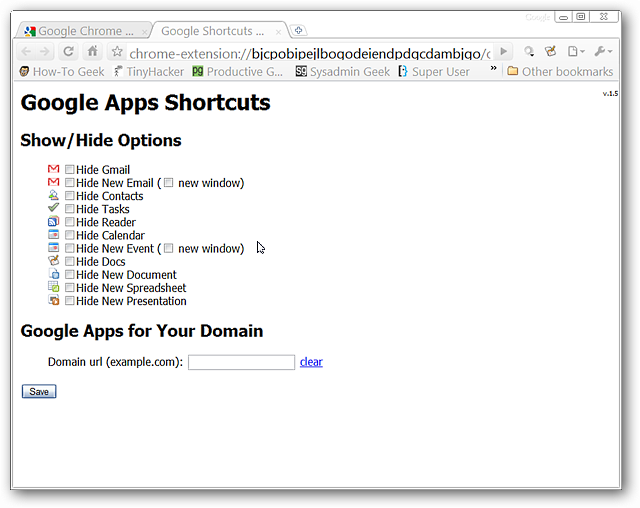 Google
Google Chrome ...
Google Shortcuts ...
chrome-extension://bjcpobipejlbogodeiendpdgcdambjgo/c
How-To Geek
TinyHacker
Productive G...
Sysadmin Geek
Super User
»
Other bookmarks
v.1.5
Google Apps Shortcuts
Show/Hide Options
Hide Gmail
Hide New Email ( new window)
Hide Contacts
Hide Tasks
Hide Reader
Hide Calendar
Hide New Event ( new window)
Hide Docs
Hide New Document
Hide New Spreadsheet
Hide New Presentation
Google Apps for Your Domain
Domain url (example.com): clear
Save